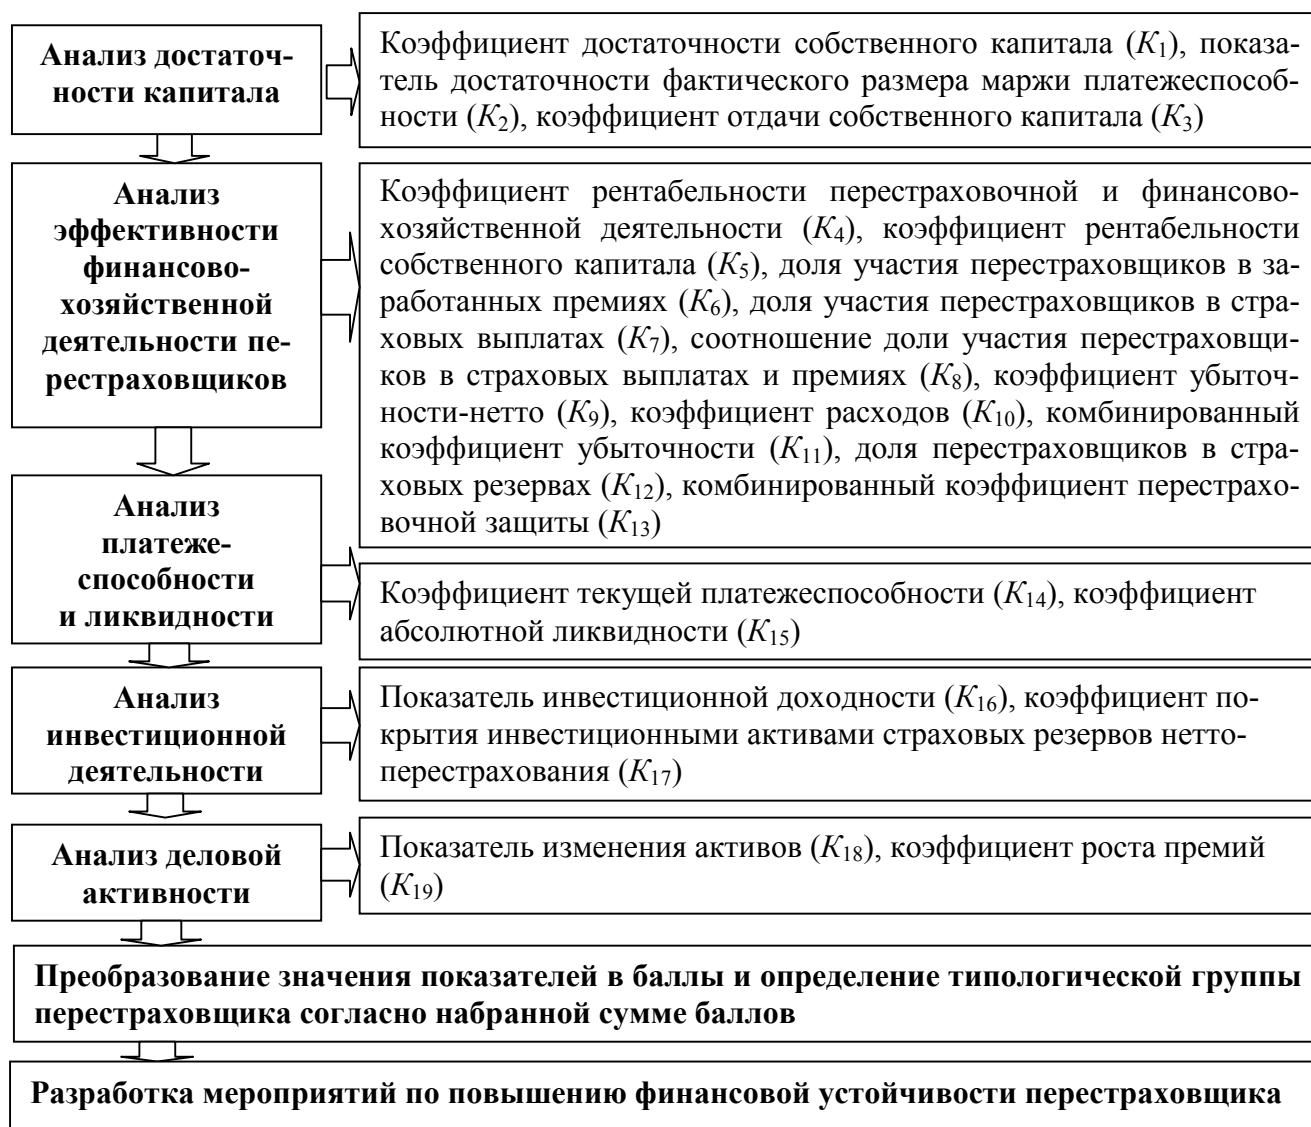 Анализ достаточ-
ности капитала
Коэффициент достаточности собственного капитала (K1), показа-
тель достаточности фактического размера маржи платежеспособ-
ности (K2), коэффициент отдачи собственного капитала (K3)
Анализ
эффективности
финансово-
хозяйственной
деятельности пе-
рестраховщиков
Коэффициент рентабельности перестраховочной и финансово-
хозяйственной деятельности (K4), коэффициент рентабельности
собственного капитала (K5), доля участия перестраховщиков в за-
работанных премиях (K6), доля участия перестраховщиков в стра-
ховых выплатах (K7), соотношение доли участия перестраховщи-
ков в страховых выплатах и премиях (K8), коэффициент убыточ-
ности-нетто (K9), коэффициент расходов (K10), комбинированный
коэффициент убыточности (K11), доля перестраховщиков в стра-
ховых резервах (K12), комбинированный коэффициент перестрахо-
вочной защиты (K13)
Анализ
платеже-
способности
и ликвидности
Коэффициент текущей платежеспособности (K14), коэффициент
абсолютной ликвидности (K15)
Анализ
инвестиционной
деятельности
Показатель инвестиционной доходности (K16), коэффициент по-
крытия инвестиционными активами страховых резервов нетто-
перестрахования (K17)
Анализ деловой
активности
Показатель изменения активов (K18), коэффициент роста премий
(K19)
Преобразование значения показателей в баллы и определение типологической группы
перестраховщика согласно набранной сумме баллов
Разработка мероприятий по повышению финансовой устойчивости перестраховщика